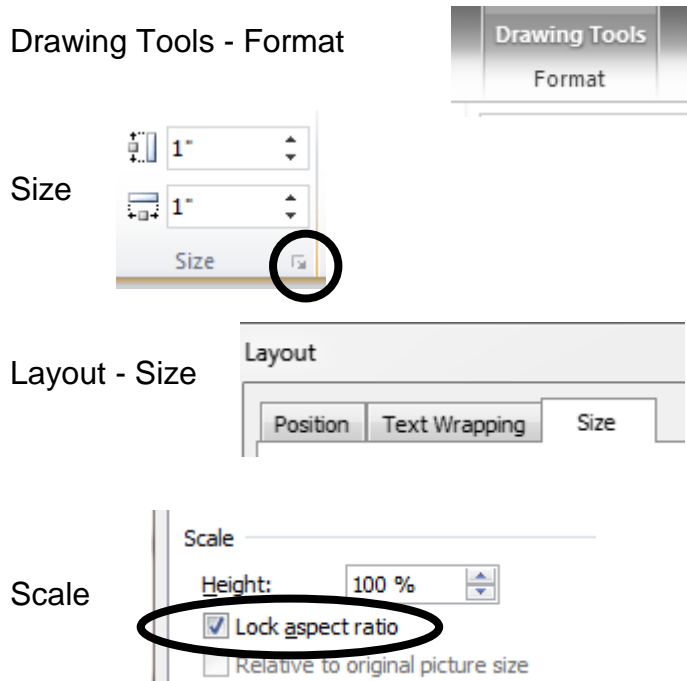 Drawing Tools - Format
Drawing Tools
Format
1"
Size
1"
Size
Layout
Layout - Size
Position Text Wrapping Size
Scale
Height: 100 %
Scale
Lock aspect ratio
Relative to original picture size